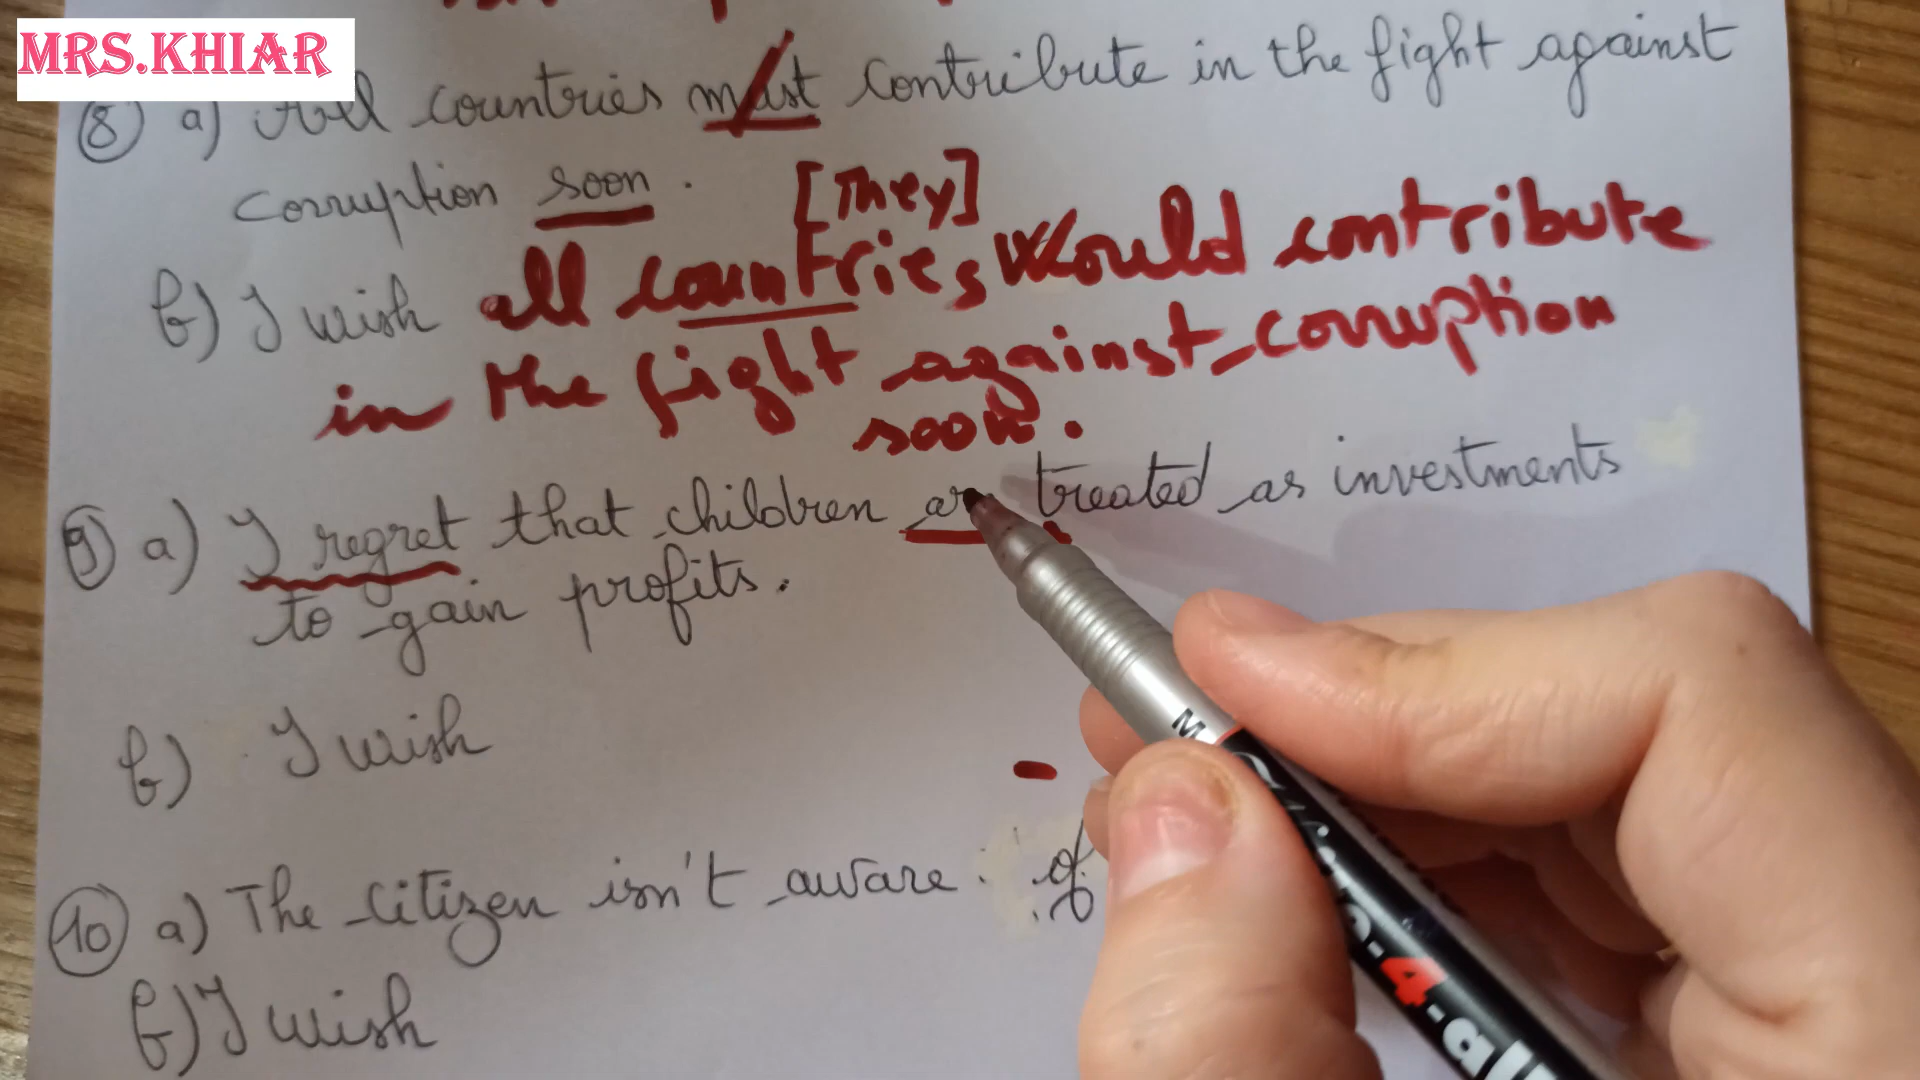 MRS.KHIAR
8 a) All countries must contribute in the fight against
corruption soon.
[They]
b) I wish all countries would contribute
in the fight against corruption
soon.
9 a) I regret that children treated as investments
to gain profits.
b) I wish
10 a) The citizen isn't aware. of
b) I wish
M
4-all